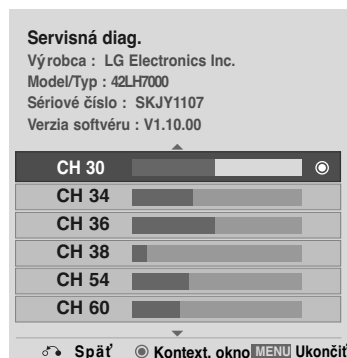 Servisná diag.
Výrobca : LG Electronics Inc.
Model/Typ : 42LH7000
Sériové číslo : SKJY1107
Verzia softvéru : V1.10.00
CH 30
CH 34
CH 36
CH 38
CH 54
CH 60
Späť Kontext. okno MENU Ukončiť